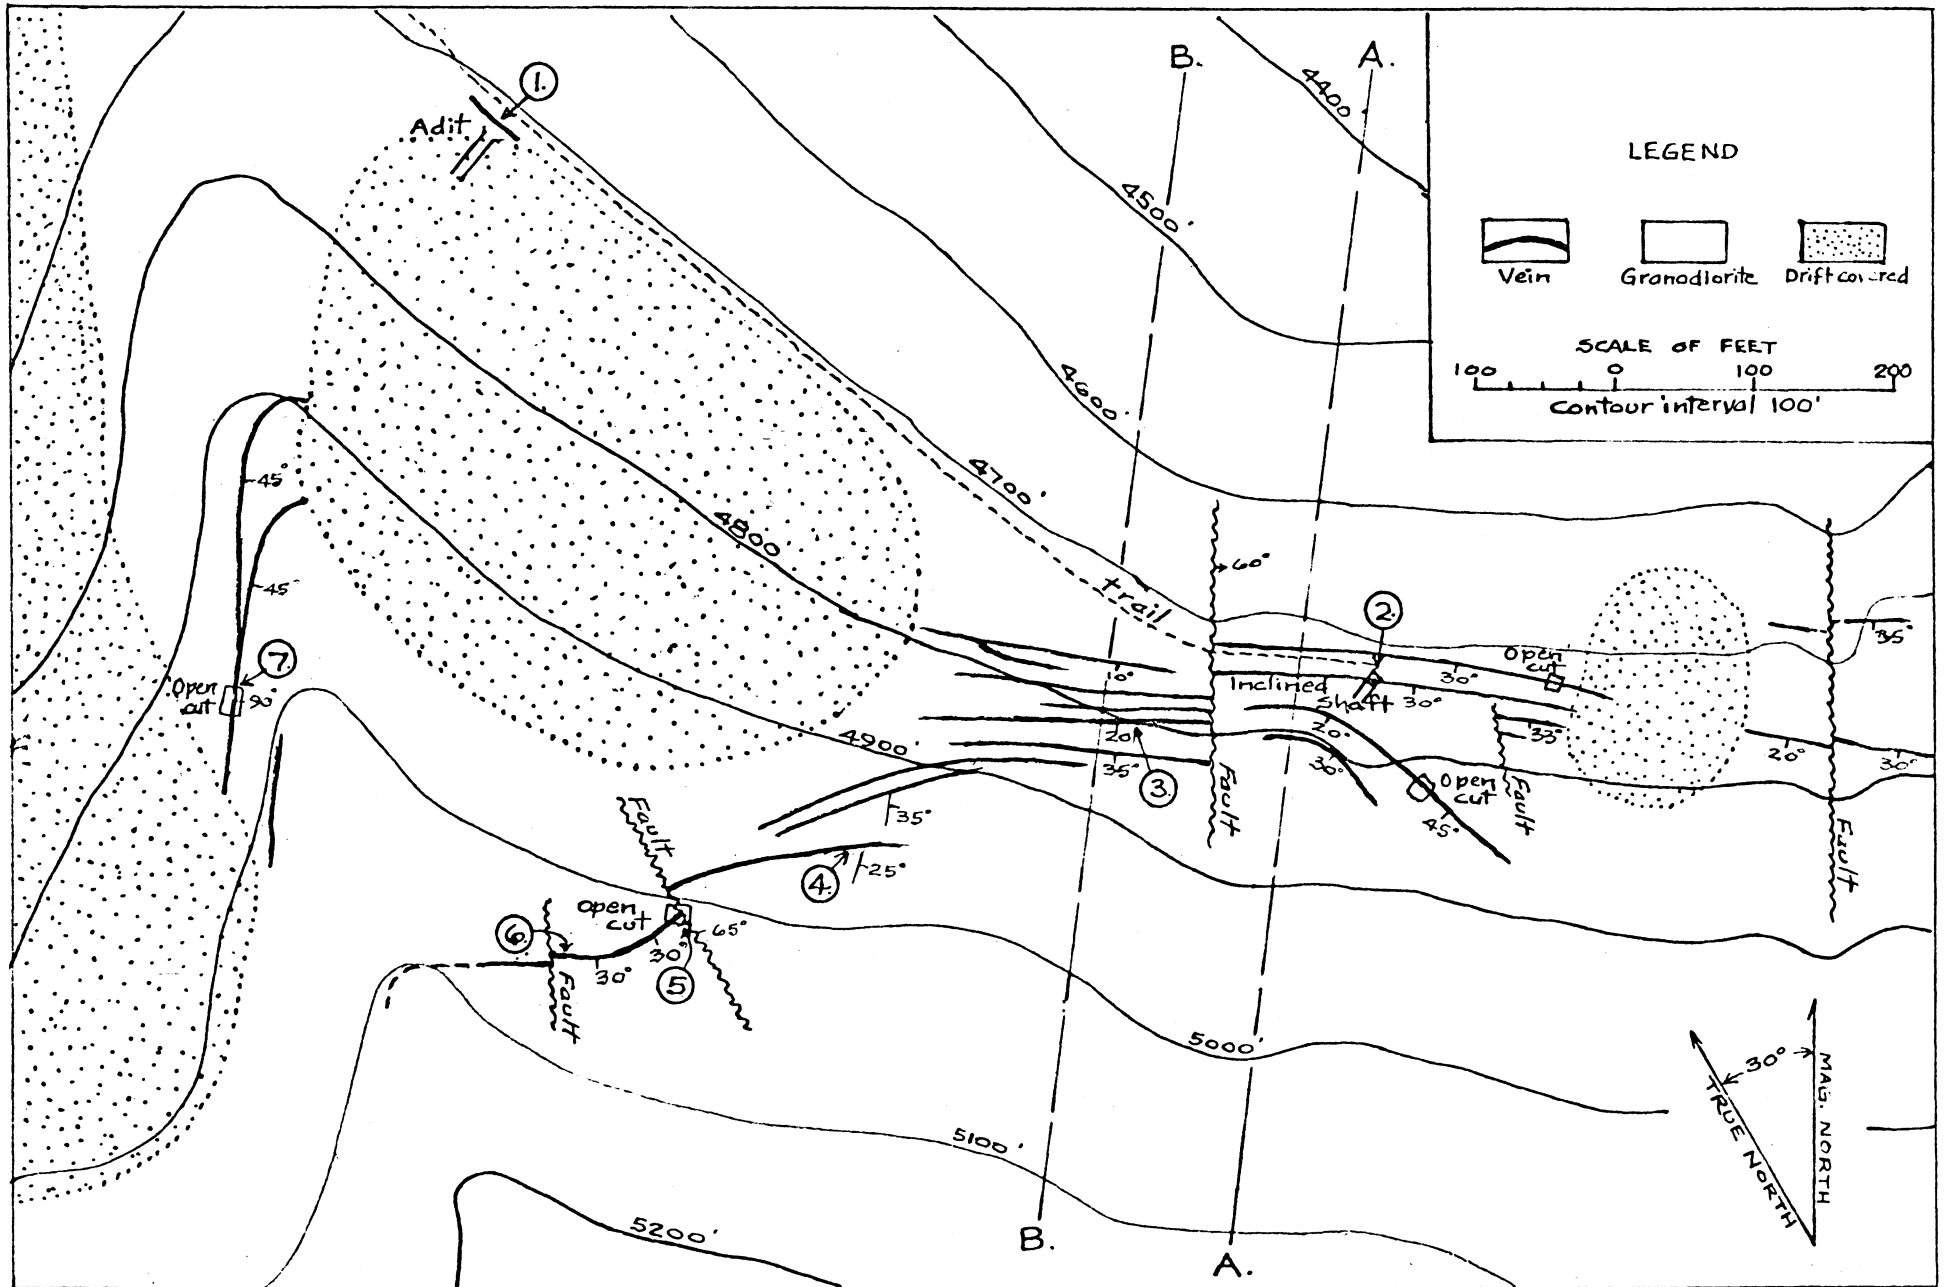 B.
A.
1.
Adit
4400'
LEGEND
4500'
Vein
Granodiorite
SCALE OF FEET
100 0 100 200
Contour interval 100'
4600'
4700'
45°
4800
45
60°
trail
2.
35°
Open
cut
7.
Open
cut
90°
10°
30°
Inclined
Shaft
30°
20°
20°
33°
20°
30°
4900
35°
30°
3.
Fault
Open
cut
Fault
45°
Fault
Fault
35°
4.
25°
Open
cut
65°
6.
30°
30°
5.
Fault
5000'
30°
MAG. NORTH
TRUE NORTH
5100'
5200'
B.
A.